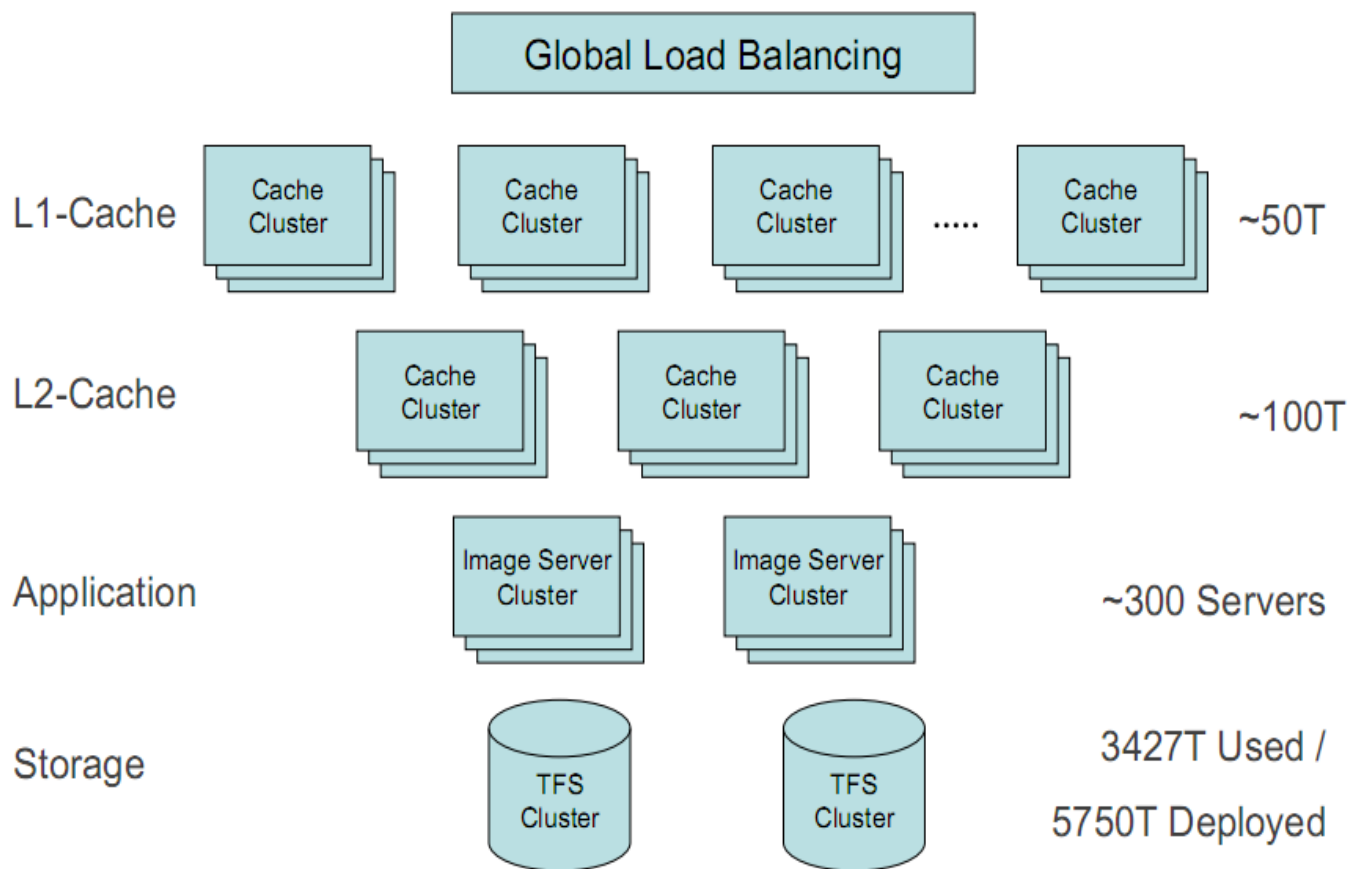 Global Load Balancing
L1-Cache
Cache
Cluster
Cache
Cluster
Cache
Cluster
.....
Cache
Cluster
~50T
L2-Cache
Cache
Cluster
Cache
Cluster
Cache
Cluster
~100T
Application
Image Server
Cluster
Image Server
Cluster
~300 Servers
Storage
TFS
Cluster
TFS
Cluster
3427T Used /
5750T Deployed